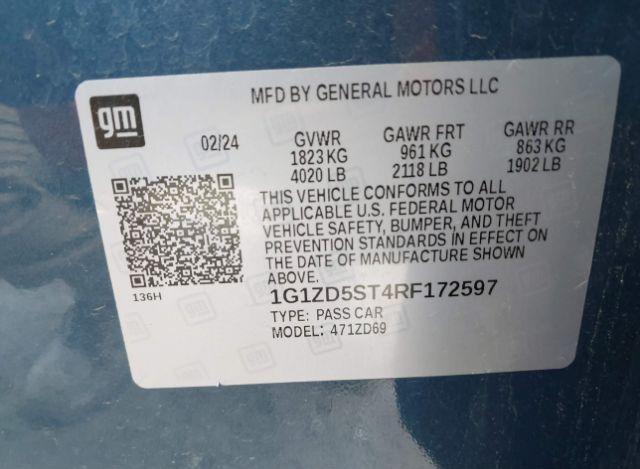 MFD BY GENERAL MOTORS LLC
gm
02/24 GVWR GAWR FRT GAWR RR
1823 KG 961 KG 863 KG
4020 LB 2118 LB 1902 LB
THIS VEHICLE CONFORMS TO ALL
APPLICABLE U.S. FEDERAL MOTOR
VEHICLE SAFETY, BUMPER, AND THEFT
PREVENTION STANDARDS IN EFFECT ON
THE DATE OF MANUFACTURE SHOWN
ABOVE.
136H
1G1ZD5ST4RF172597
TYPE: PASS CAR
MODEL: 471ZD69